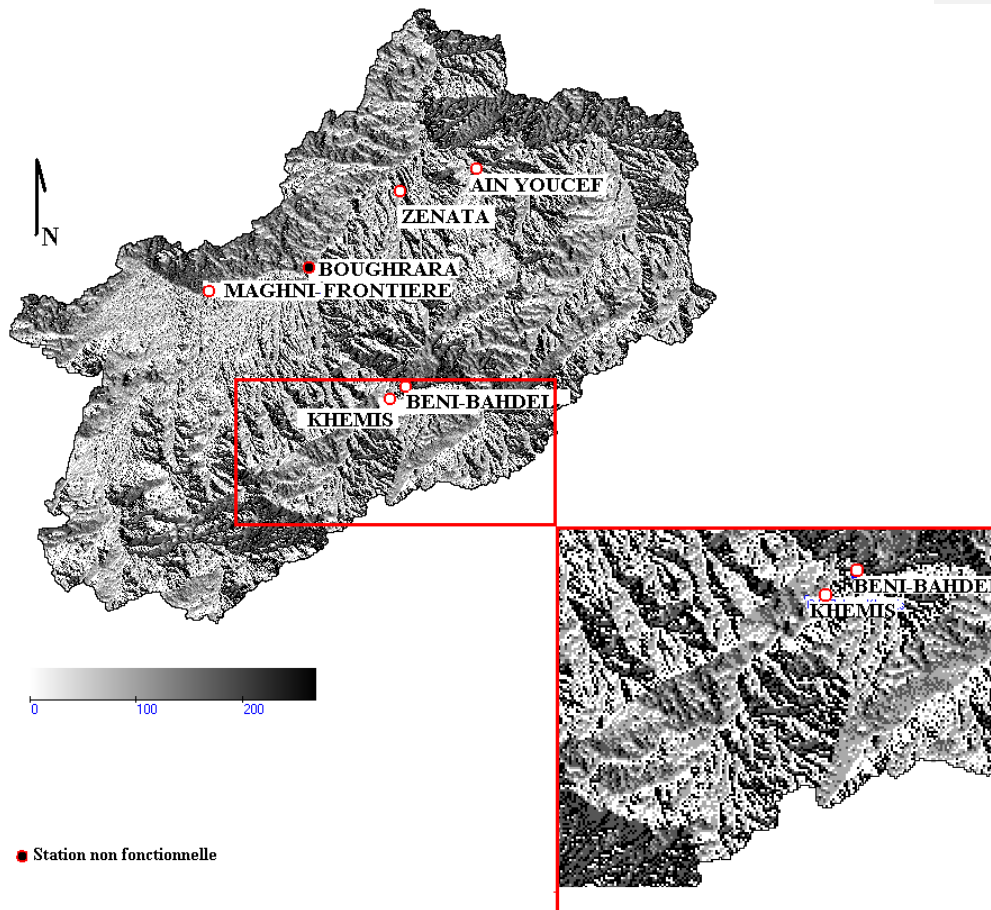 AIN YOUCEF
ZENATA
N
BOUGHRARA
MAGHNI-FRONTIERE
BENI-BAHDEL
KHEMIS
BENI-BAHDEL
KHEMIS
0 100 200
Station non fonctionnelle